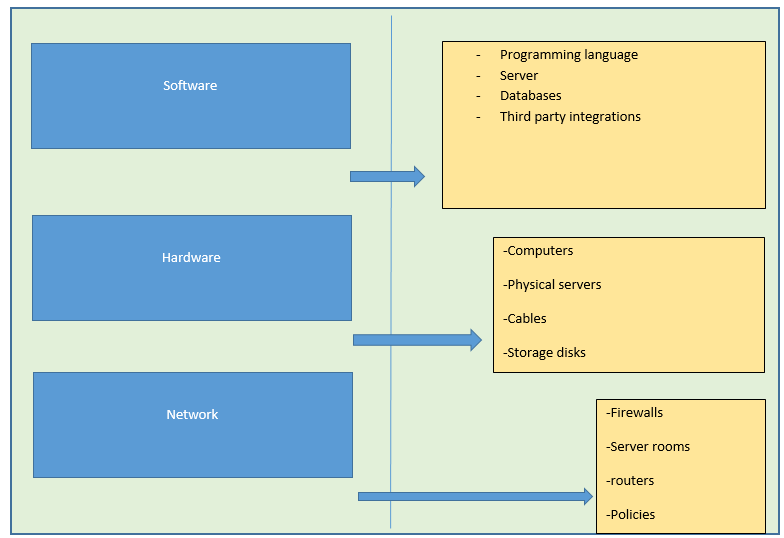 Software
- Programming language
- Server
- Databases
- Third party integrations
Hardware
-Computers
-Physical servers
-Cables
-Storage disks
Network
-Firewalls
-Server rooms
-routers
-Policies